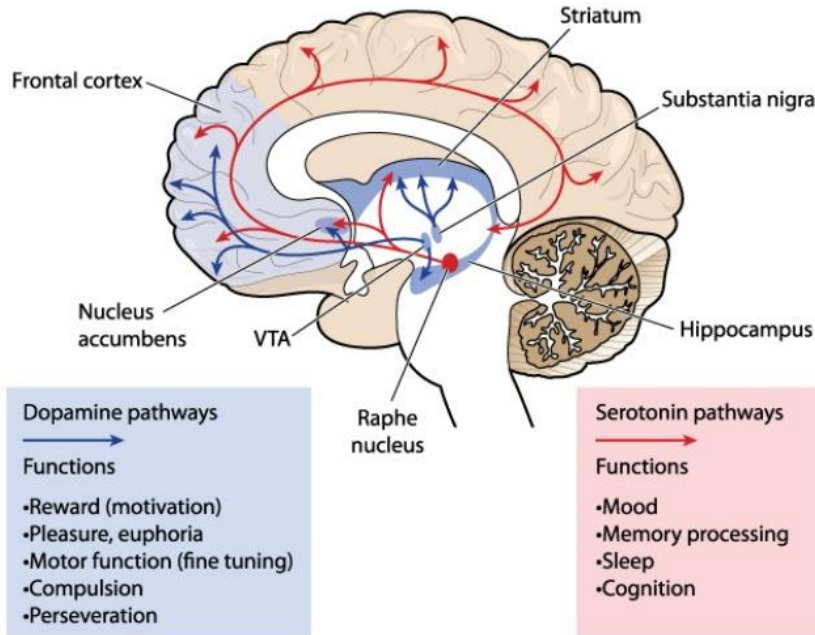 Striatum
Frontal cortex
Substantia nigra
Nucleus
accumbens
VTA
Hippocampus
Raphe
nucleus
Dopamine pathways
Functions
•Reward (motivation)
•Pleasure, euphoria
•Motor function (fine tuning)
•Compulsion
•Perseveration
Serotonin pathways
Functions
•Mood
•Memory processing
•Sleep
•Cognition